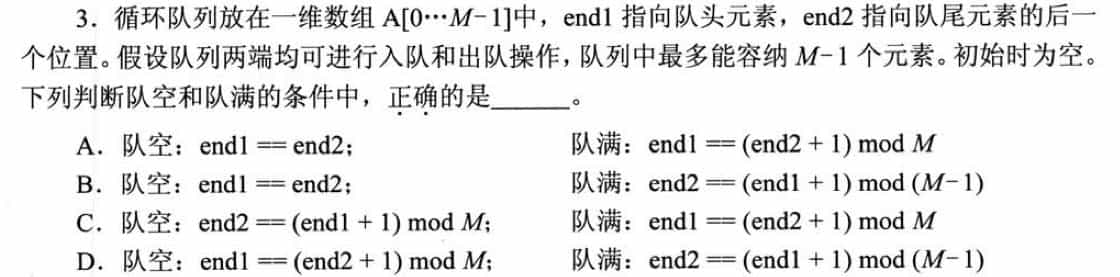 3. 循环队列放在一维数组 A[0…M-1]中，end1 指向队头元素，end2 指向队尾元素的后一
个位置。假设队列两端均可进行入队和出队操作，队列中最多能容纳 M-1 个元素。初始时为空。
下列判断队空和队满的条件中，正确的是______。
A. 队空：end1 == end2; 队满：end1 == (end2 + 1) mod M
B. 队空：end1 == end2; 队满：end2 == (end1 + 1) mod (M-1)
C. 队空：end2 == (end1 + 1) mod M; 队满：end1 == (end2 + 1) mod M
D. 队空：end1 == (end2 + 1) mod M; 队满：end2 == (end1 + 1) mod (M-1)